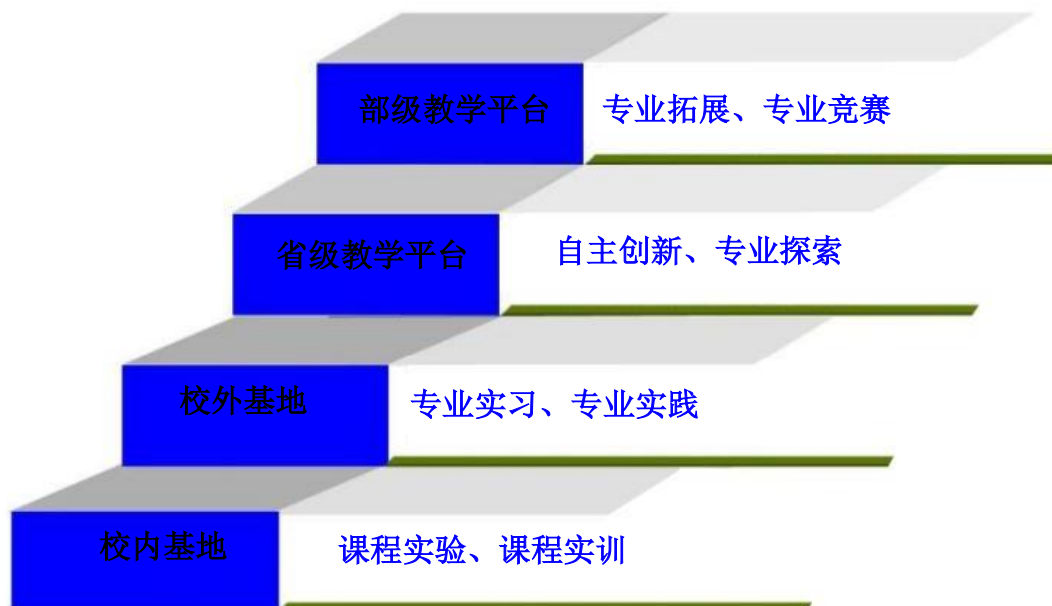 部级教学平台 专业拓展、专业竞赛
省级教学平台 自主创新、专业探索
校外基地 专业实习、专业实践
校内基地 课程实验、课程实训